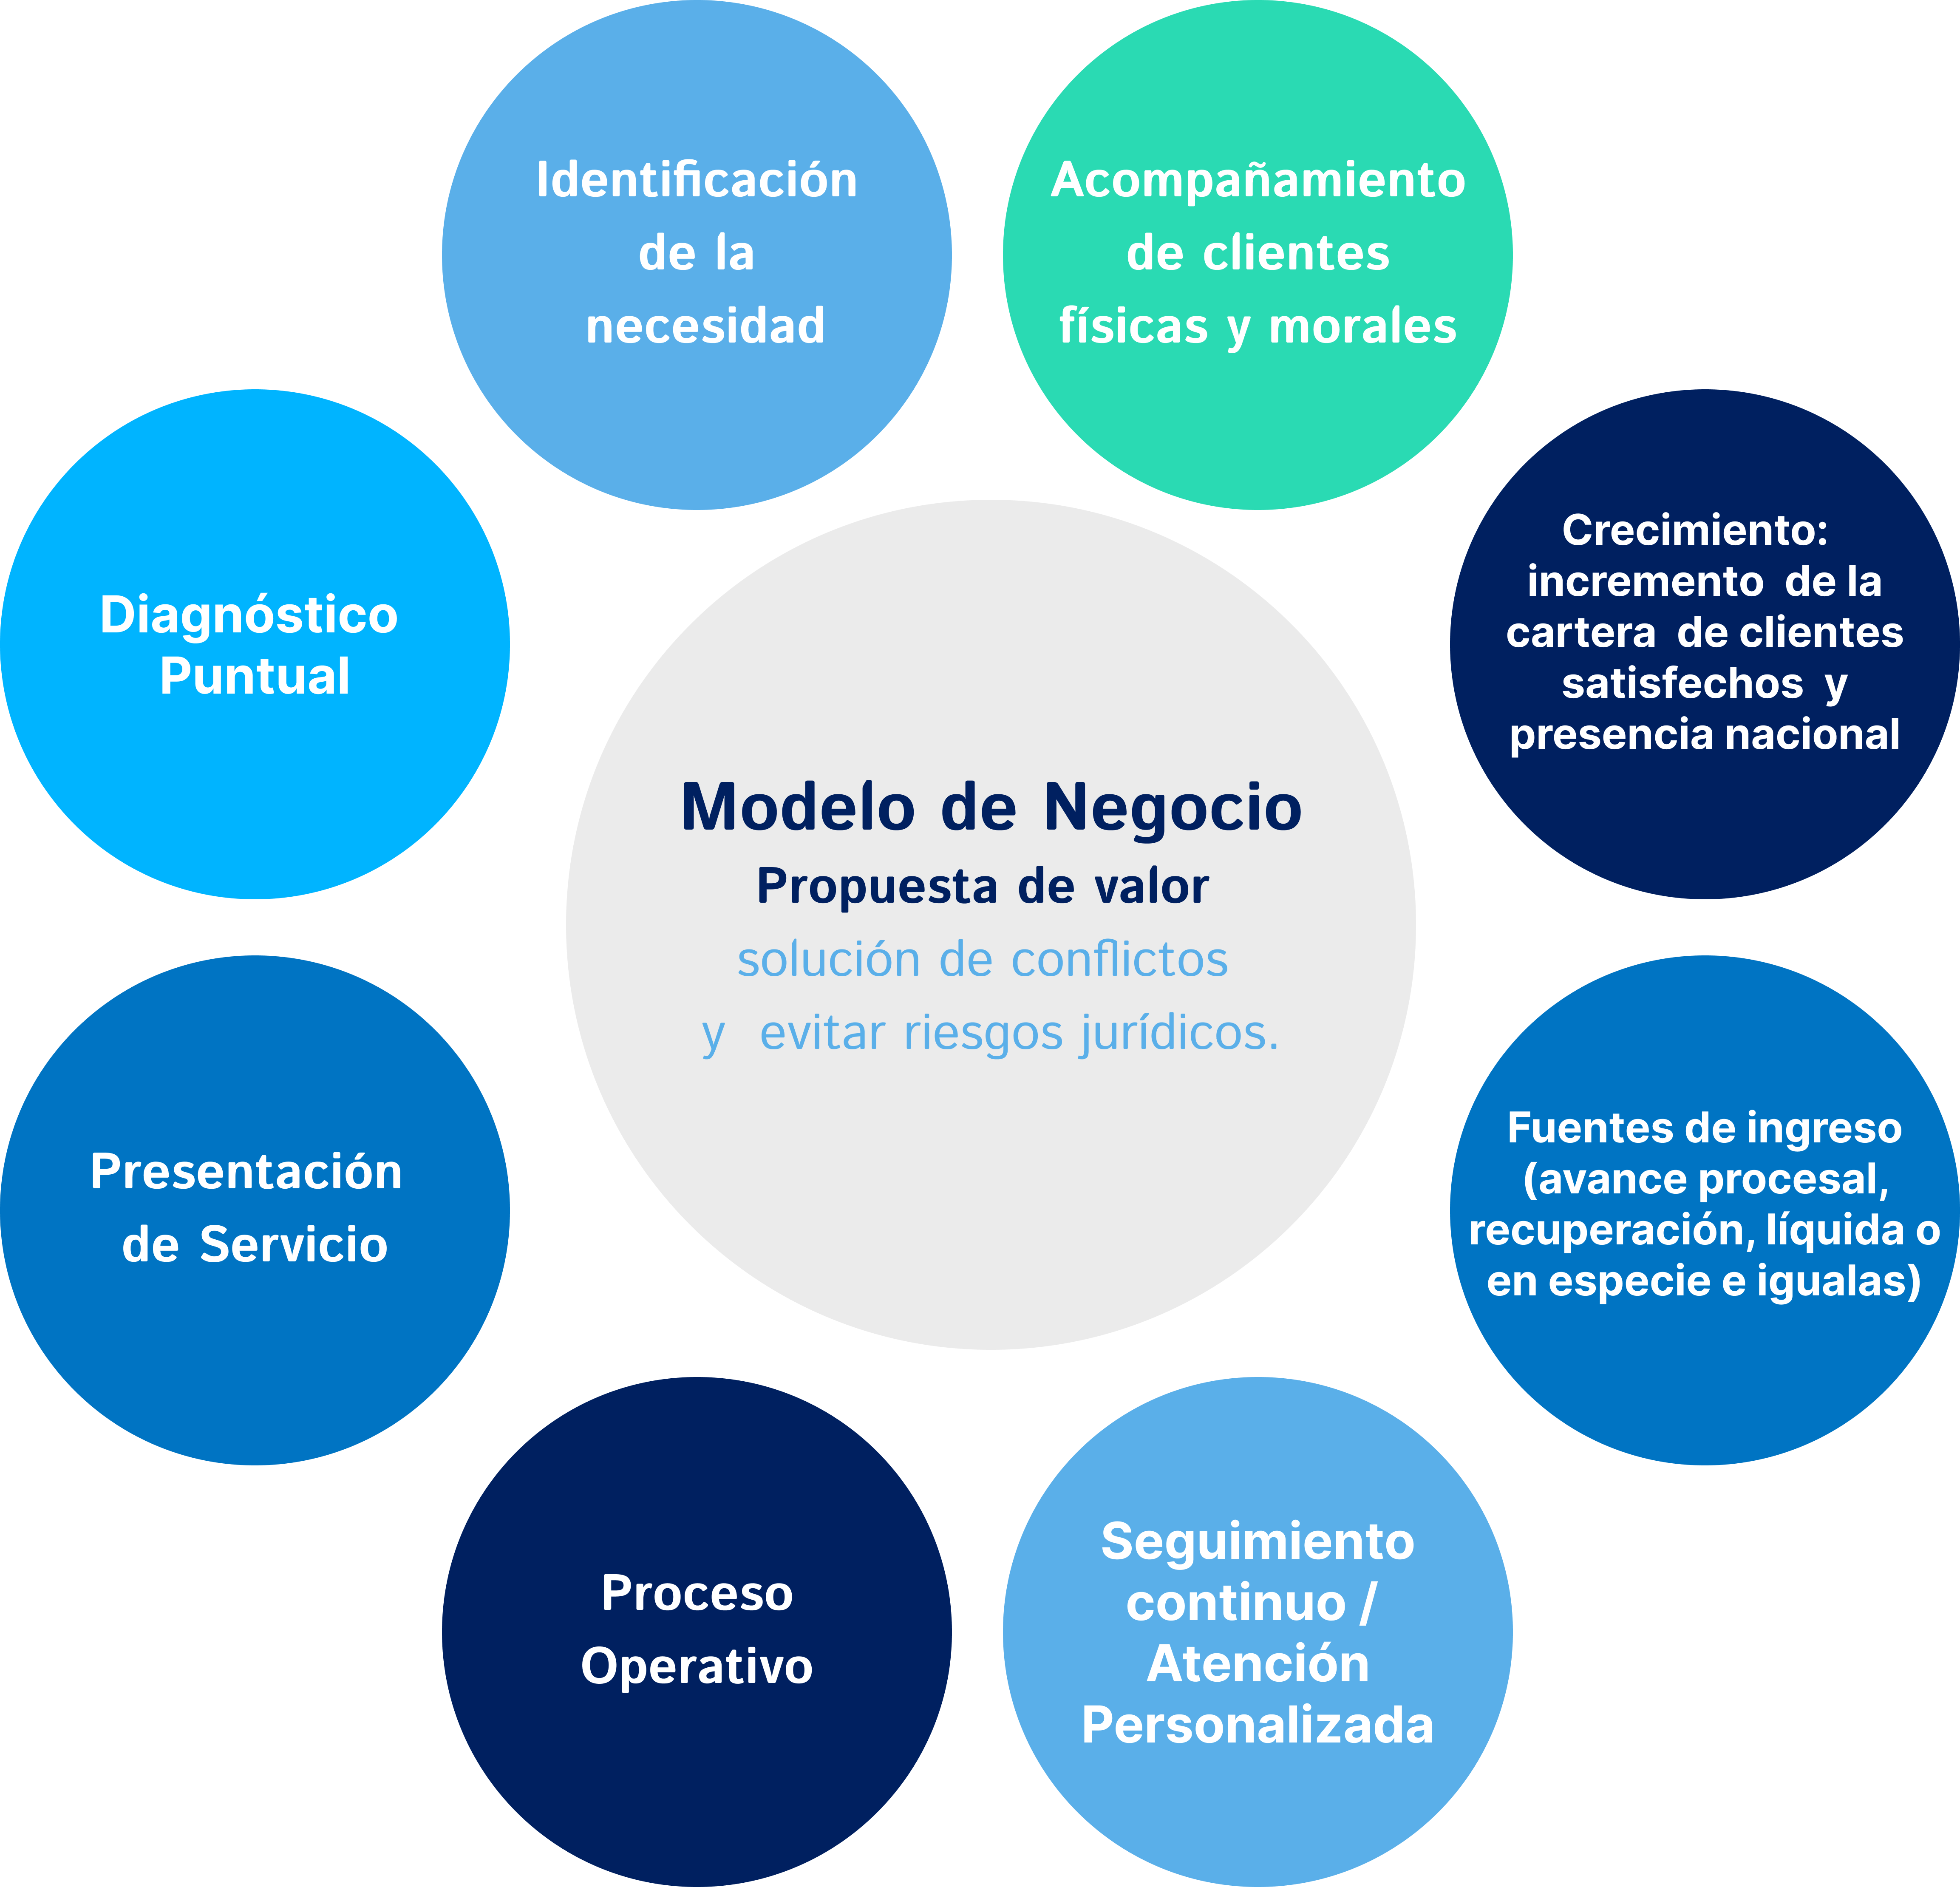 Identificación
de la
necesidad
Acompañamiento
de clientes
físicas y morales
Diagnóstico
Puntual
Crecimiento:
incremento de la
cartera de clientes
satisfechos y
presencia nacional
Modelo de Negocio
Propuesta de valor
solución de conflictos
y evitar riesgos jurídicos.
Presentación
de Servicio
Fuentes de ingreso
(avance procesal,
recuperación, líquida o
en especie e igualas)
Proceso
Operativo
Seguimiento
continuo /
Atención
Personalizada